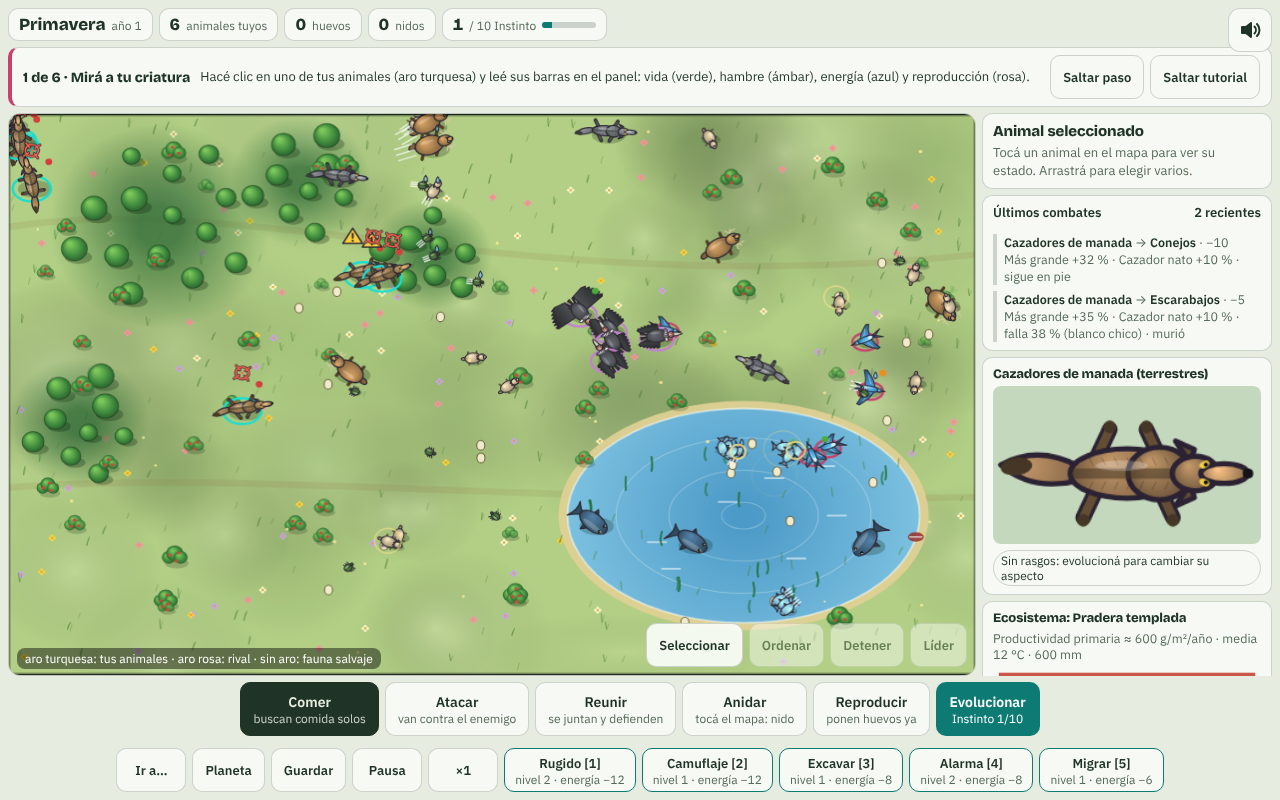 Primavera año 1
6 animales tuyos
0 huevos
0 nidos
1 / 10 Instinto
1 de 6 · Mirá a tu criatura
Hacé clic en uno de tus animales (aro turquesa) y leé sus barras en el panel: vida (verde), hambre (ámbar), energía (azul) y reproducción (rosa).
Saltar paso
Saltar tutorial
Animal seleccionado
Tocá un animal en el mapa para ver su
estado. Arrastrá para elegir varios.
Últimos combates
2 recientes
Cazadores de manada → Conejos · −10
Más grande +32 % · Cazador nato +10 % ·
sigue en pie
Cazadores de manada → Escarabajos · −5
Más grande +35 % · Cazador nato +10 % ·
falla 38 % (blanco chico) · murió
Cazadores de manada (terrestres)
Sin rasgos: evolucioná para cambiar su
aspecto
Ecosistema: Pradera templada
Productividad primaria ≈ 600 g/m²/año · media
12 °C · 600 mm
aro turquesa: tus animales · aro rosa: rival · sin aro: fauna salvaje
Seleccionar
Ordenar
Detener
Líder
Comer
buscan comida solos
Atacar
van contra el enemigo
Reunir
se juntan y defienden
Anidar
tocá el mapa: nido
Reproducir
ponen huevos ya
Evolucionar
Instinto 1/10
Ir a...
Planeta
Guardar
Pausa
×1
Rugido [1]
nivel 2 · energía −12
Camuflaje [2]
nivel 1 · energía −12
Excavar [3]
nivel 1 · energía −8
Alarma [4]
nivel 2 · energía −8
Migrar [5]
nivel 1 · energía −6